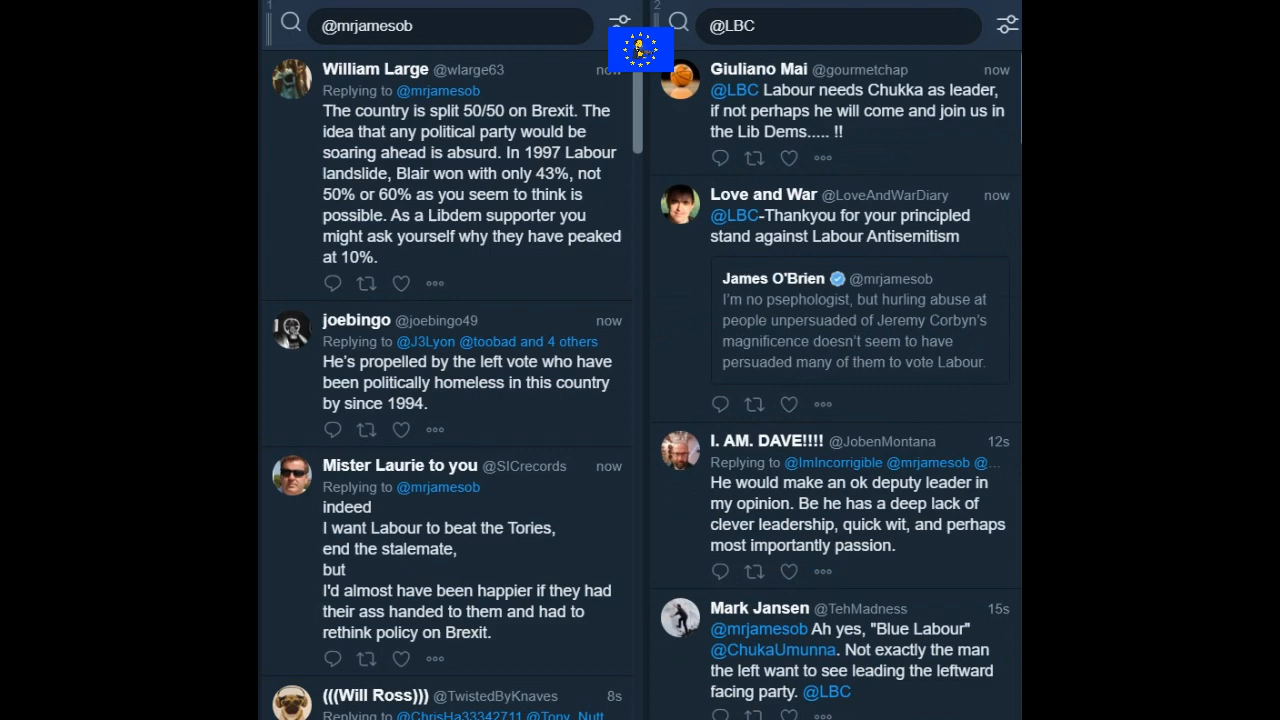 1
@mrjamesob
William Large @wlarge63 now
Replying to @mrjamesob
The country is split 50/50 on Brexit. The
idea that any political party would be
soaring ahead is absurd. In 1997 Labour
landslide, Blair won with only 43%, not
50% or 60% as you seem to think is
possible. As a Libdem supporter you
might ask yourself why they have peaked
at 10%.
joebingo @joebingo49 now
Replying to @J3Lyon @toobad and 4 others
He's propelled by the left vote who have
been politically homeless in this country
by since 1994.
Mister Laurie to you @SICrecords now
Replying to @mrjamesob
indeed
I want Labour to beat the Tories,
end the stalemate,
but
I'd almost have been happier if they had
their ass handed to them and had to
rethink policy on Brexit.
(((Will Ross))) @TwistedByKnaves 8s
Replying to @ChrisHa33342711 @Tony_Nutt
2
@LBC
Giuliano Mai @gourmetchap now
@LBC Labour needs Chukka as leader,
if not perhaps he will come and join us in
the Lib Dems..... !!
Love and War @LoveAndWarDiary now
@LBC-Thankyou for your principled
stand against Labour Antisemitism
James O'Brien @mrjamesob
I'm no psephologist, but hurling abuse at
people unpersuaded of Jeremy Corbyn's
magnificence doesn't seem to have
persuaded many of them to vote Labour.
I. AM. DAVE!!!! @JobenMontana 12s
Replying to @ImIncorrigible @mrjamesob @...
He would make an ok deputy leader in
my opinion. Be he has a deep lack of
clever leadership, quick wit, and perhaps
most importantly passion.
Mark Jansen @TehMadness 15s
@mrjamesob Ah yes, "Blue Labour"
@ChukaUmunna. Not exactly the man
the left want to see leading the leftward
facing party. @LBC